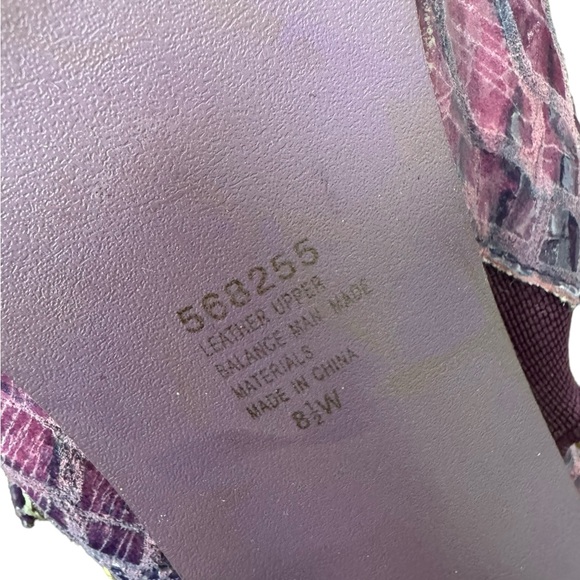 568255
LEATHER UPPER
BALANCE MAN MADE
MATERIALS
MADE IN CHINA
8½W